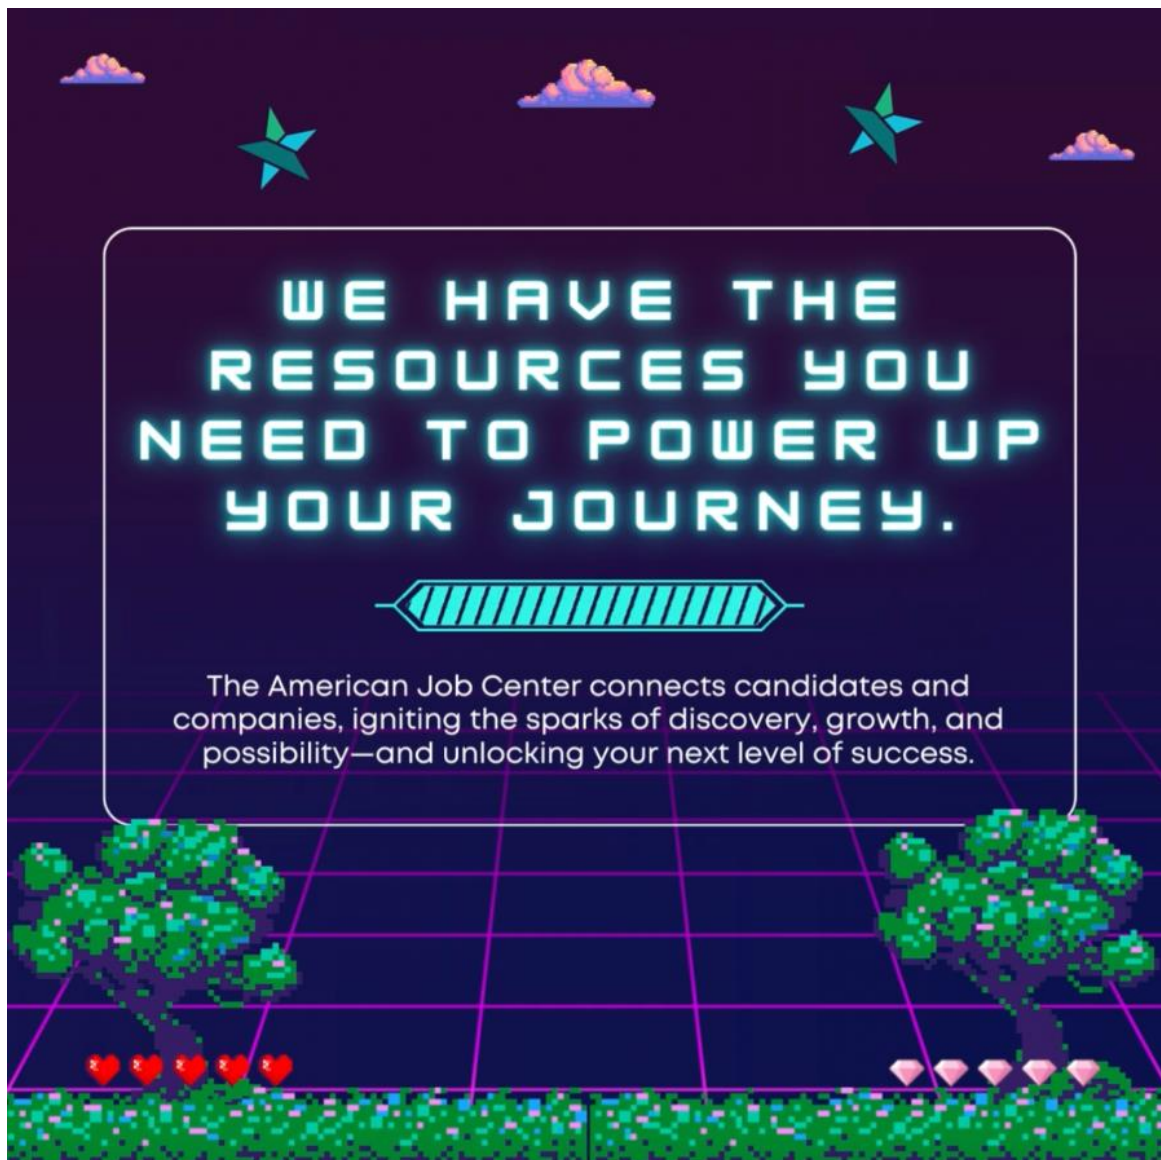 WE HAVE THE
RESOURCES YOU
NEED TO POWER UP
YOUR JOURNEY.
The American Job Center connects candidates and
companies, igniting the sparks of discovery, growth, and
possibility—and unlocking your next level of success.